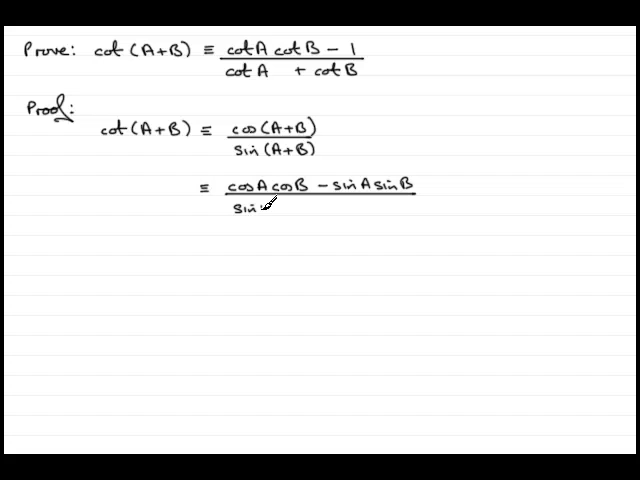 Prove: cot (A+B) ≡ cotA cotB - 1
cotA + cotB
Proof:
cot (A+B) ≡ cos (A+B)
sin (A+B)
≡ cosA cosB - sinA sinB
sin